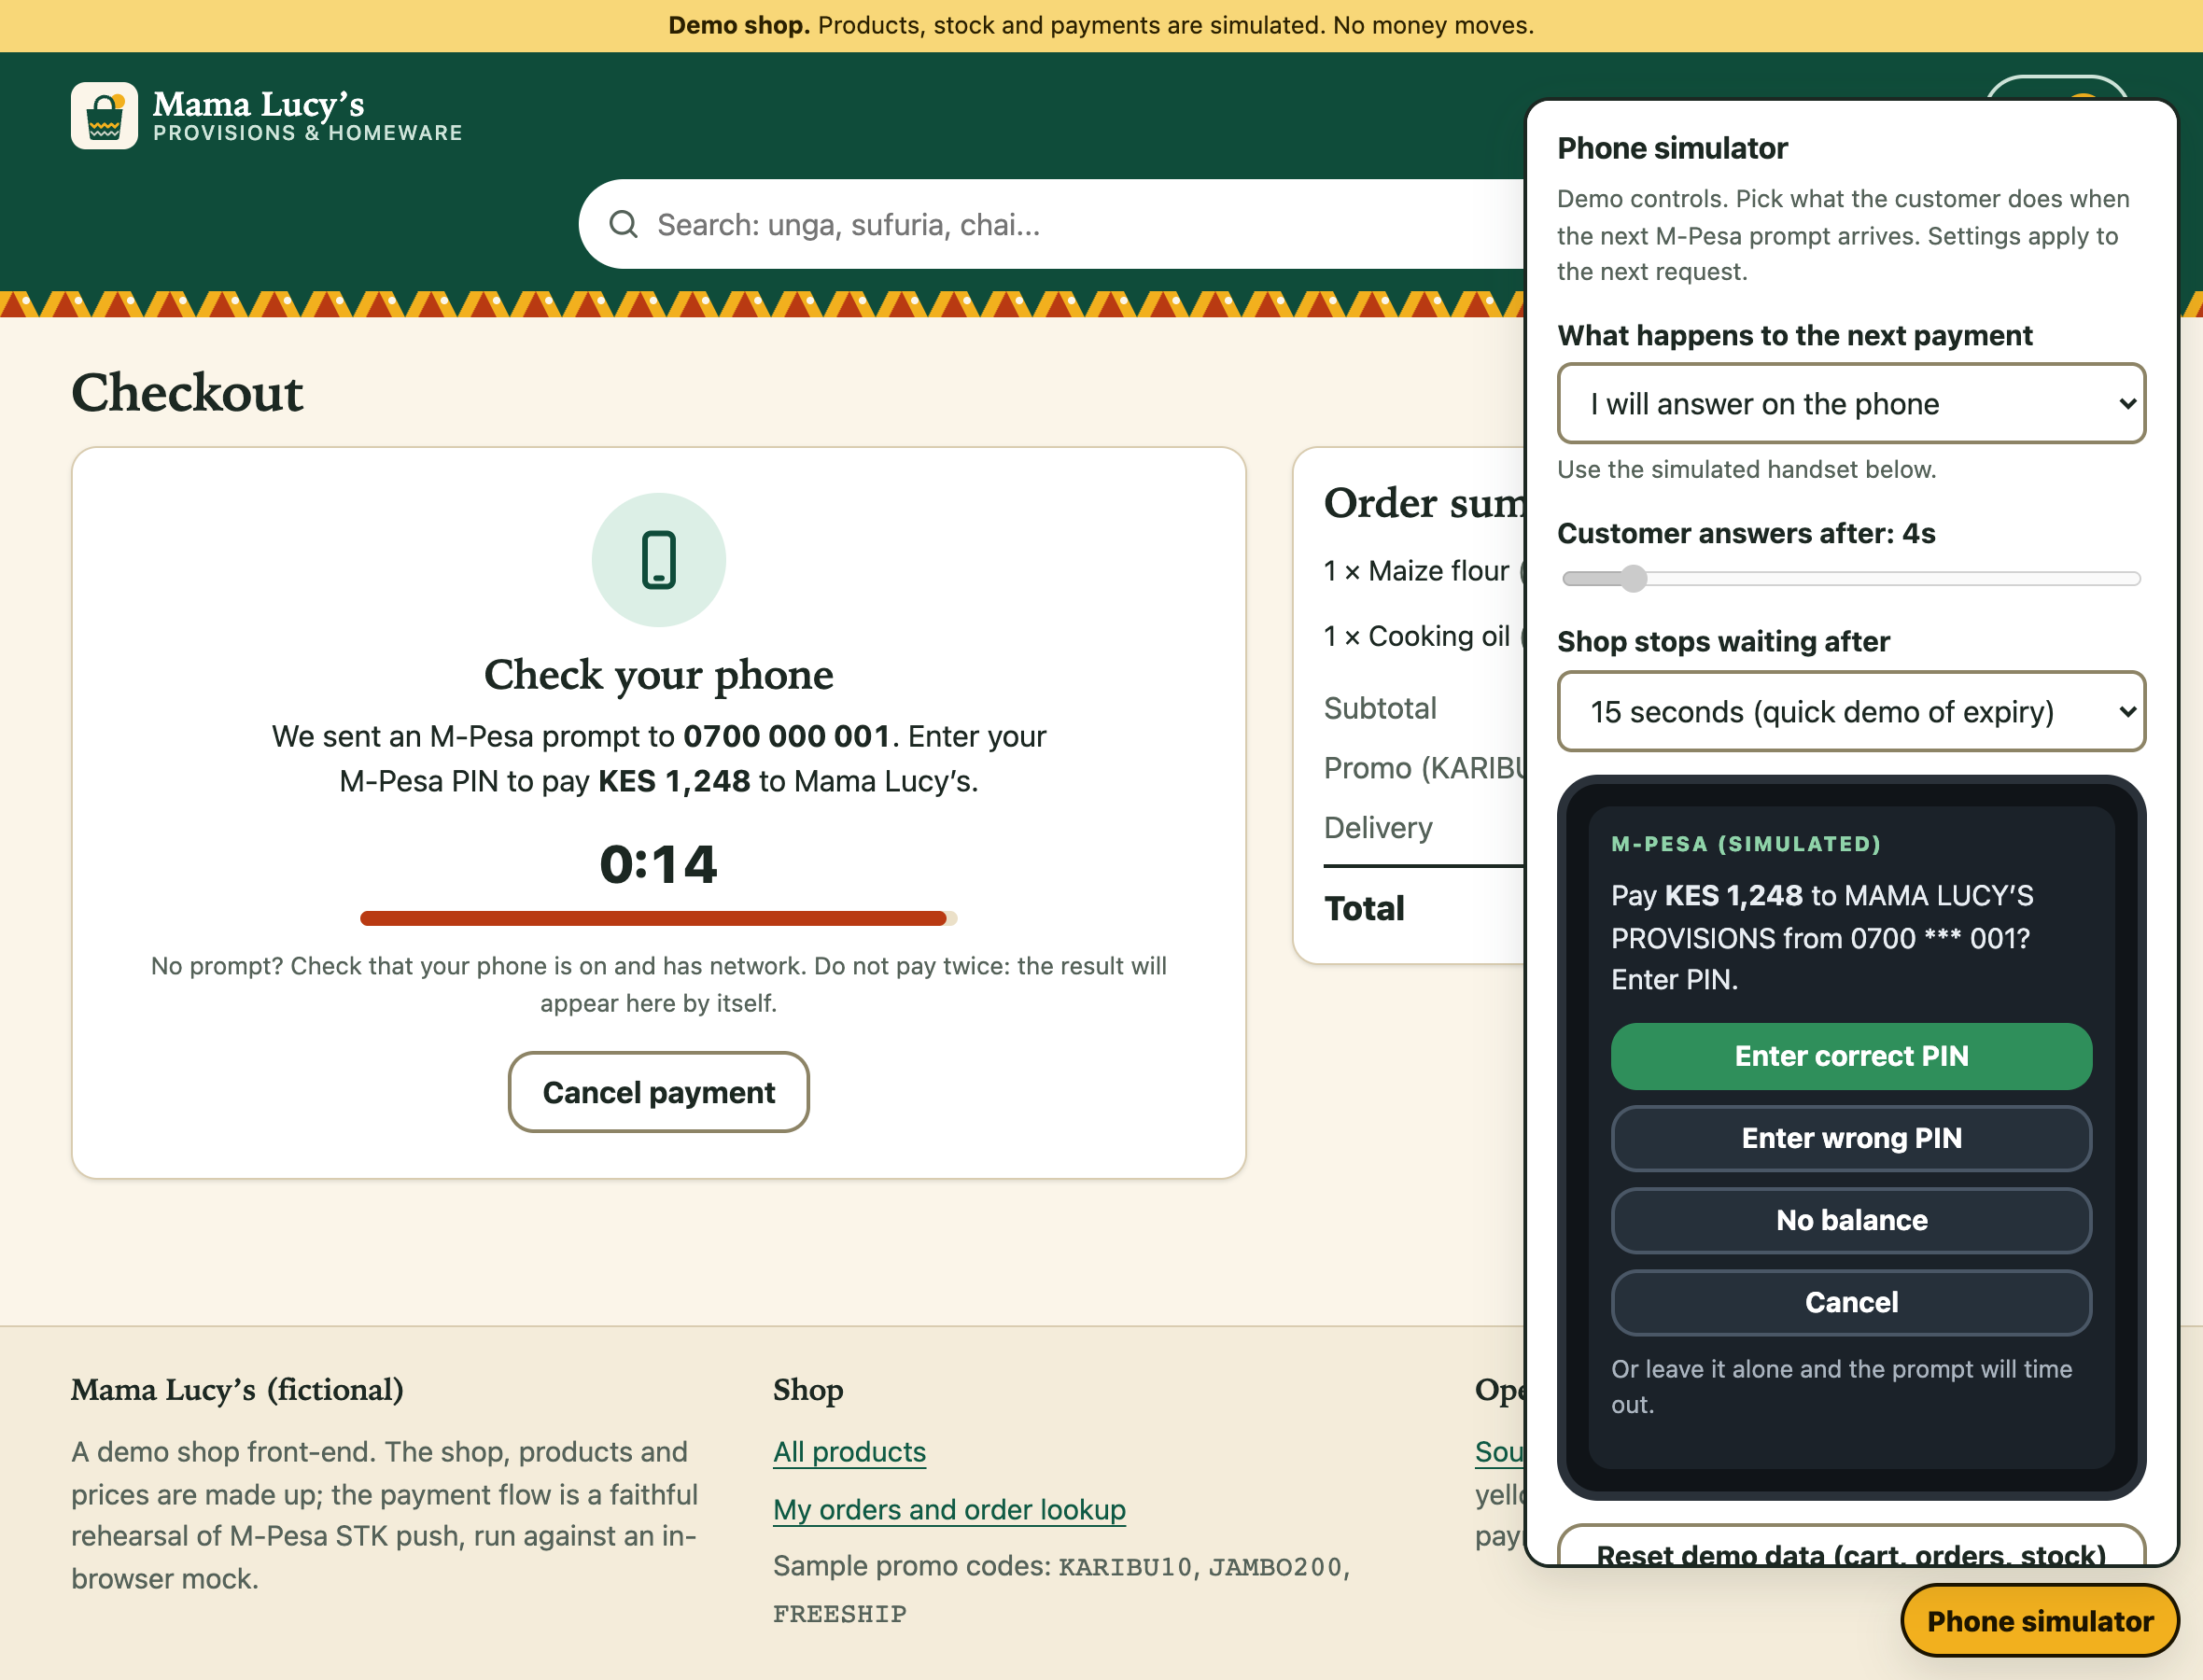 Demo shop. Products, stock and payments are simulated. No money moves.
Mama Lucy’s
PROVISIONS & HOMEWARE
Search: unga, sufuria, chai...
Checkout
Check your phone
We sent an M-Pesa prompt to 0700 000 001. Enter your
M-Pesa PIN to pay KES 1,248 to Mama Lucy’s.
0:14
No prompt? Check that your phone is on and has network. Do not pay twice: the result will
appear here by itself.
Cancel payment
Order
1 × Maize flour
1 × Cooking oil
Subtotal
Promo
Delivery
Total
Phone simulator
Demo controls. Pick what the customer does when
the next M-Pesa prompt arrives. Settings apply to
the next request.
What happens to the next payment
I will answer on the phone
Use the simulated handset below.
Customer answers after: 4s
Shop stops waiting after
15 seconds (quick demo of expiry)
M-PESA (SIMULATED)
Pay KES 1,248 to MAMA LUCY’S
PROVISIONS from 0700 *** 001?
Enter PIN.
Enter correct PIN
Enter wrong PIN
No balance
Cancel
Or leave it alone and the prompt will time
out.
Reset demo data (cart, orders, stock)
Phone simulator
Mama Lucy’s (fictional)
A demo shop front-end. The shop, products and
prices are made up; the payment flow is a faithful
rehearsal of M-Pesa STK push, run against an in-
browser mock.
Shop
All products
My orders and order lookup
Sample promo codes: KARIBU10, JAMBO200,
FREESHIP